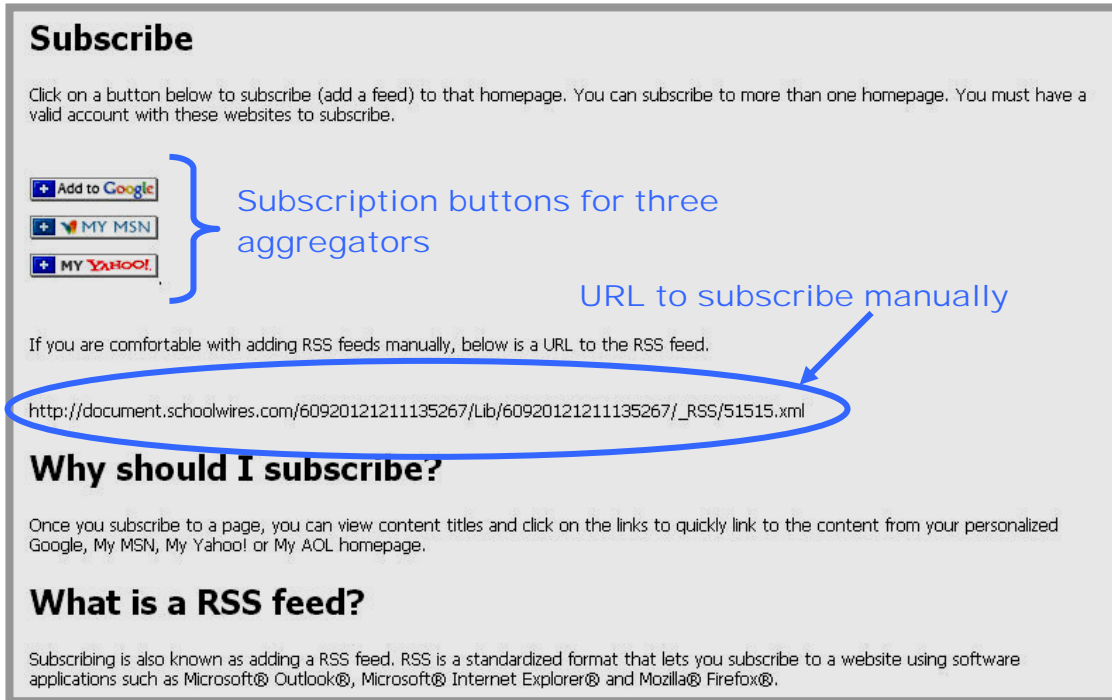 Subscribe
Click on a button below to subscribe (add a feed) to that homepage. You can subscribe to more than one homepage. You must have a
valid account with these websites to subscribe.
+ Add to Google
+ MY MSN
+ MY YAHOO!
Subscription buttons for three
aggregators
URL to subscribe manually
If you are comfortable with adding RSS feeds manually, below is a URL to the RSS feed.
http://document.schoolwires.com/60920121211135267/Lib/60920121211135267/_RSS/51515.xml
Why should I subscribe?
Once you subscribe to a page, you can view content titles and click on the links to quickly link to the content from your personalized
Google, My MSN, My Yahoo! or My AOL homepage.
What is a RSS feed?
Subscribing is also known as adding a RSS feed. RSS is a standardized format that lets you subscribe to a website using software
applications such as Microsoft® Outlook®, Microsoft® Internet Explorer® and Mozilla® Firefox®.